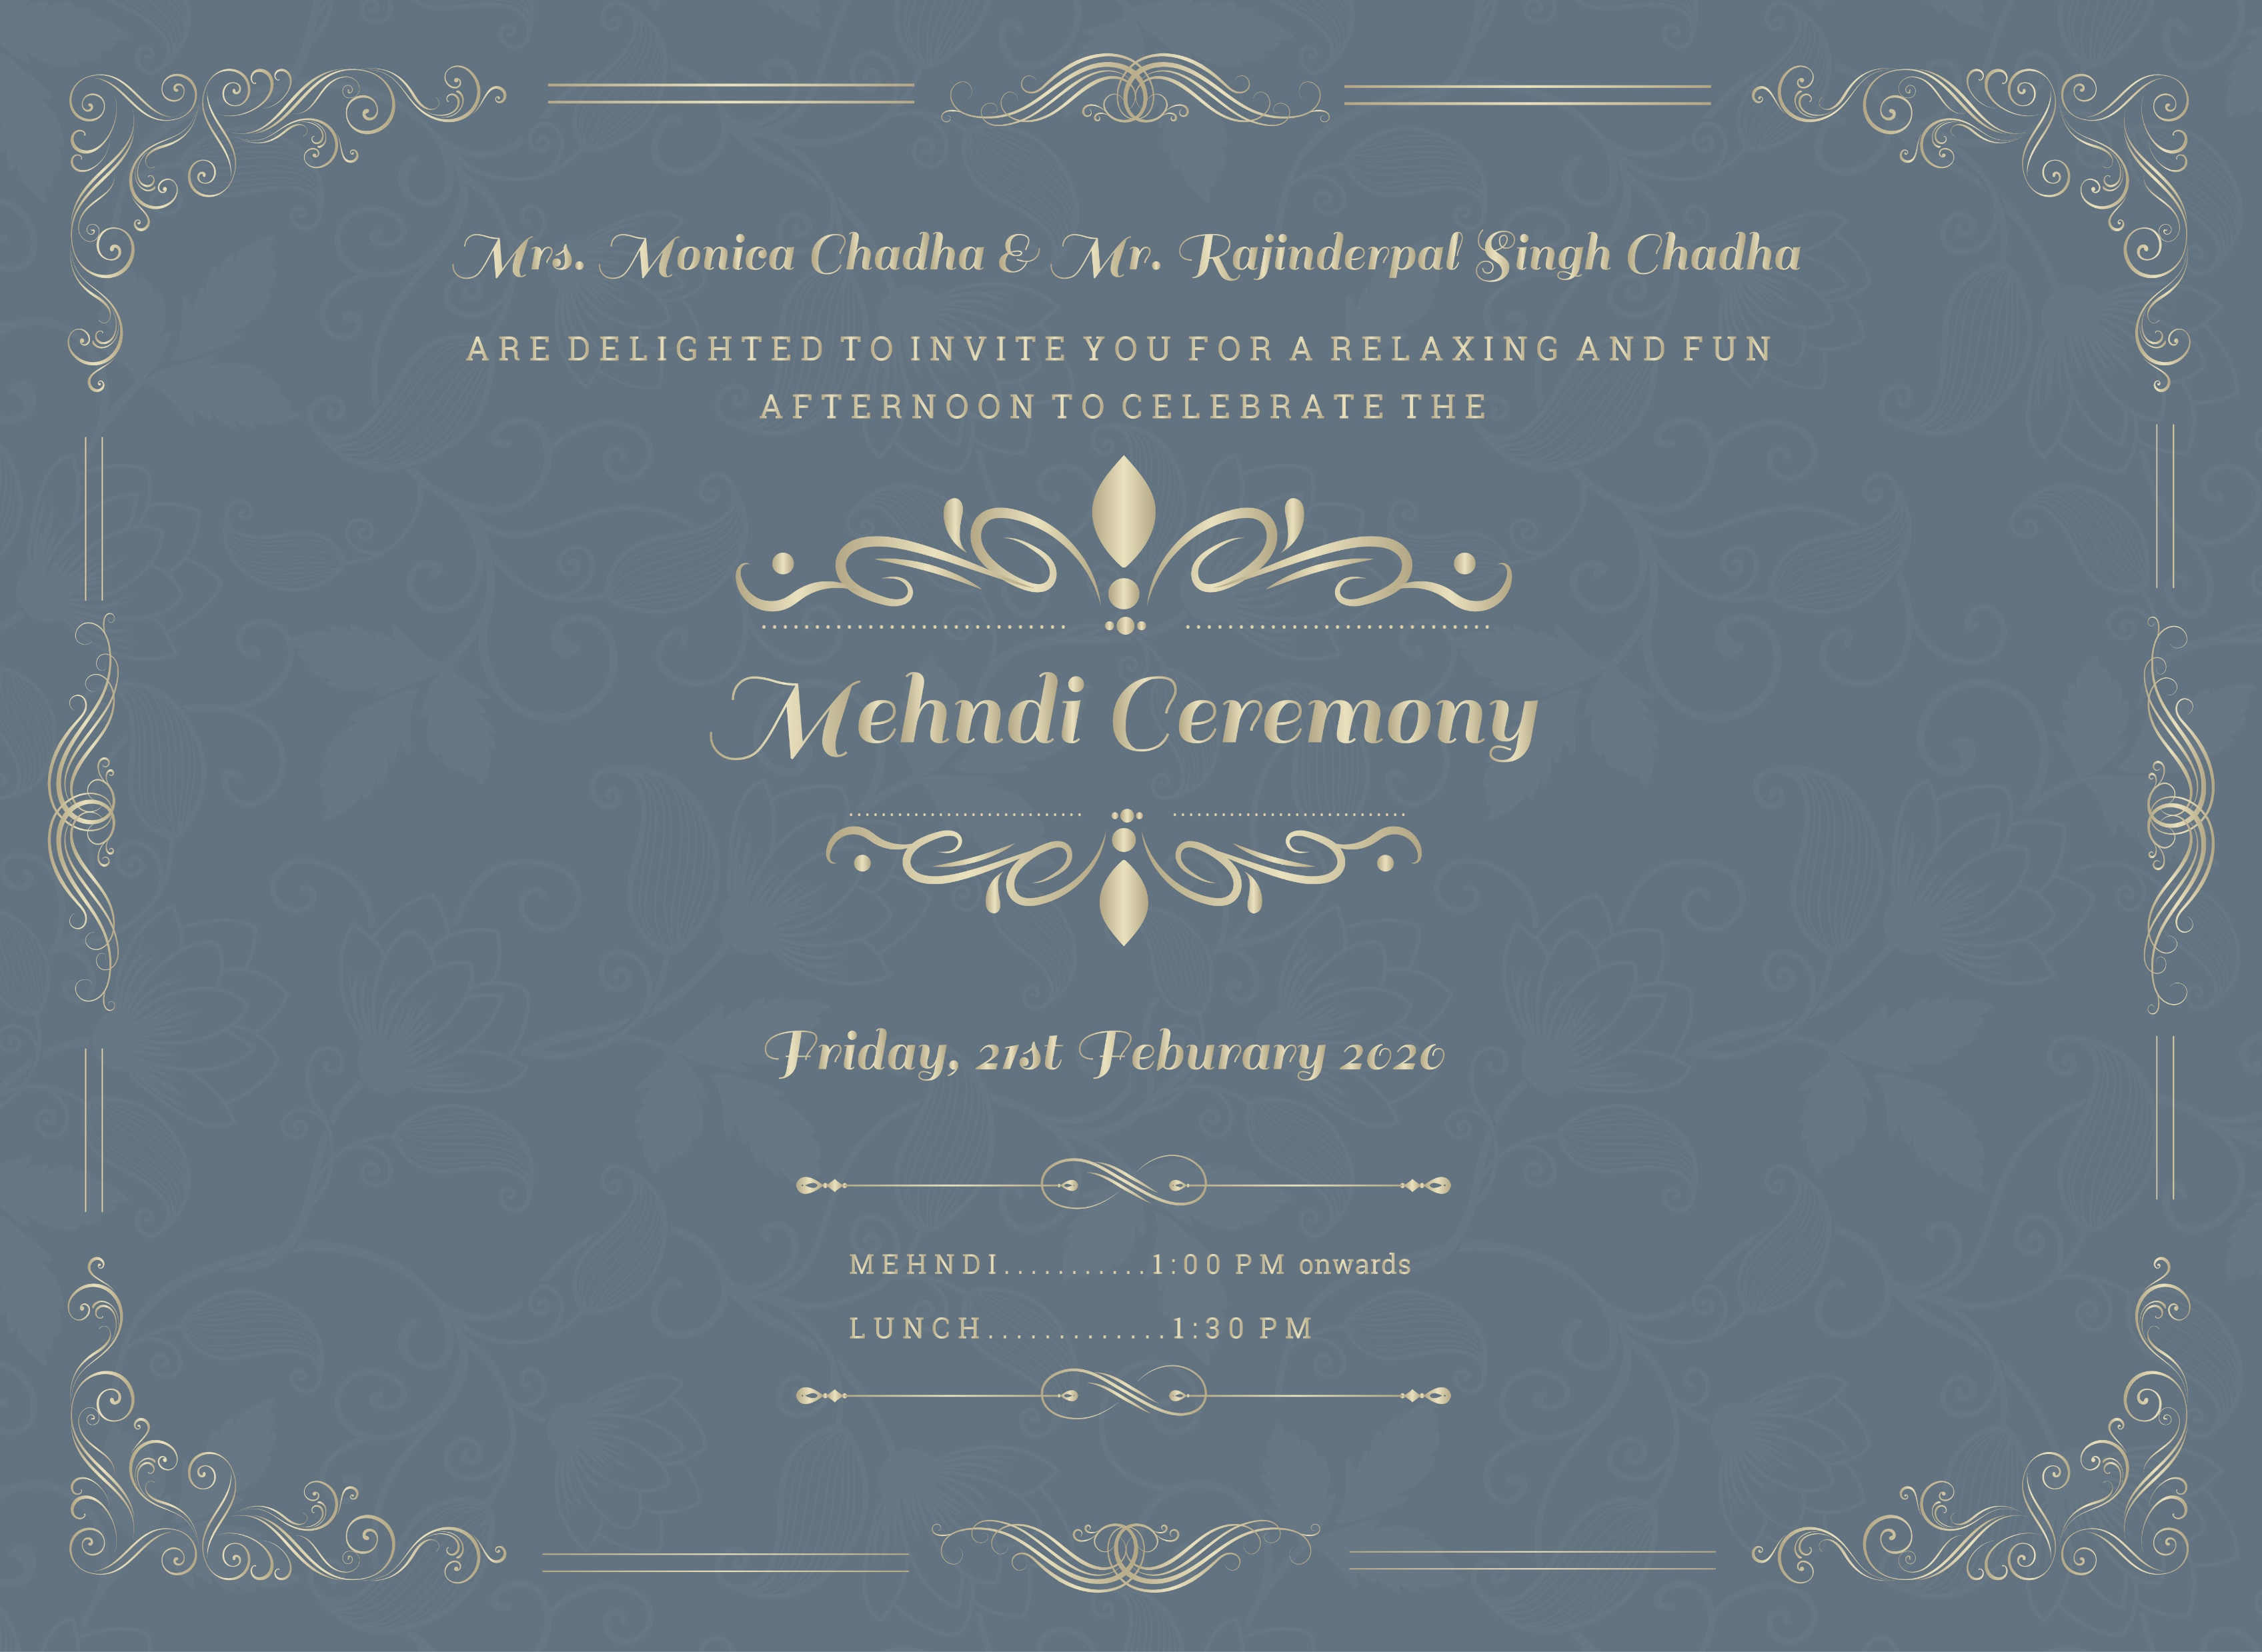 Mrs. Monica Chadha & Mr. Rajinderpal Singh Chadha
ARE DELIGHTED TO INVITE YOU FOR A RELAXING AND FUN
AFTERNOON TO CELEBRATE THE
Mehndi Ceremony
Friday, 21st Feburary 2020
MEHNDI...........1:00 PM onwards
LUNCH.............1:30 PM